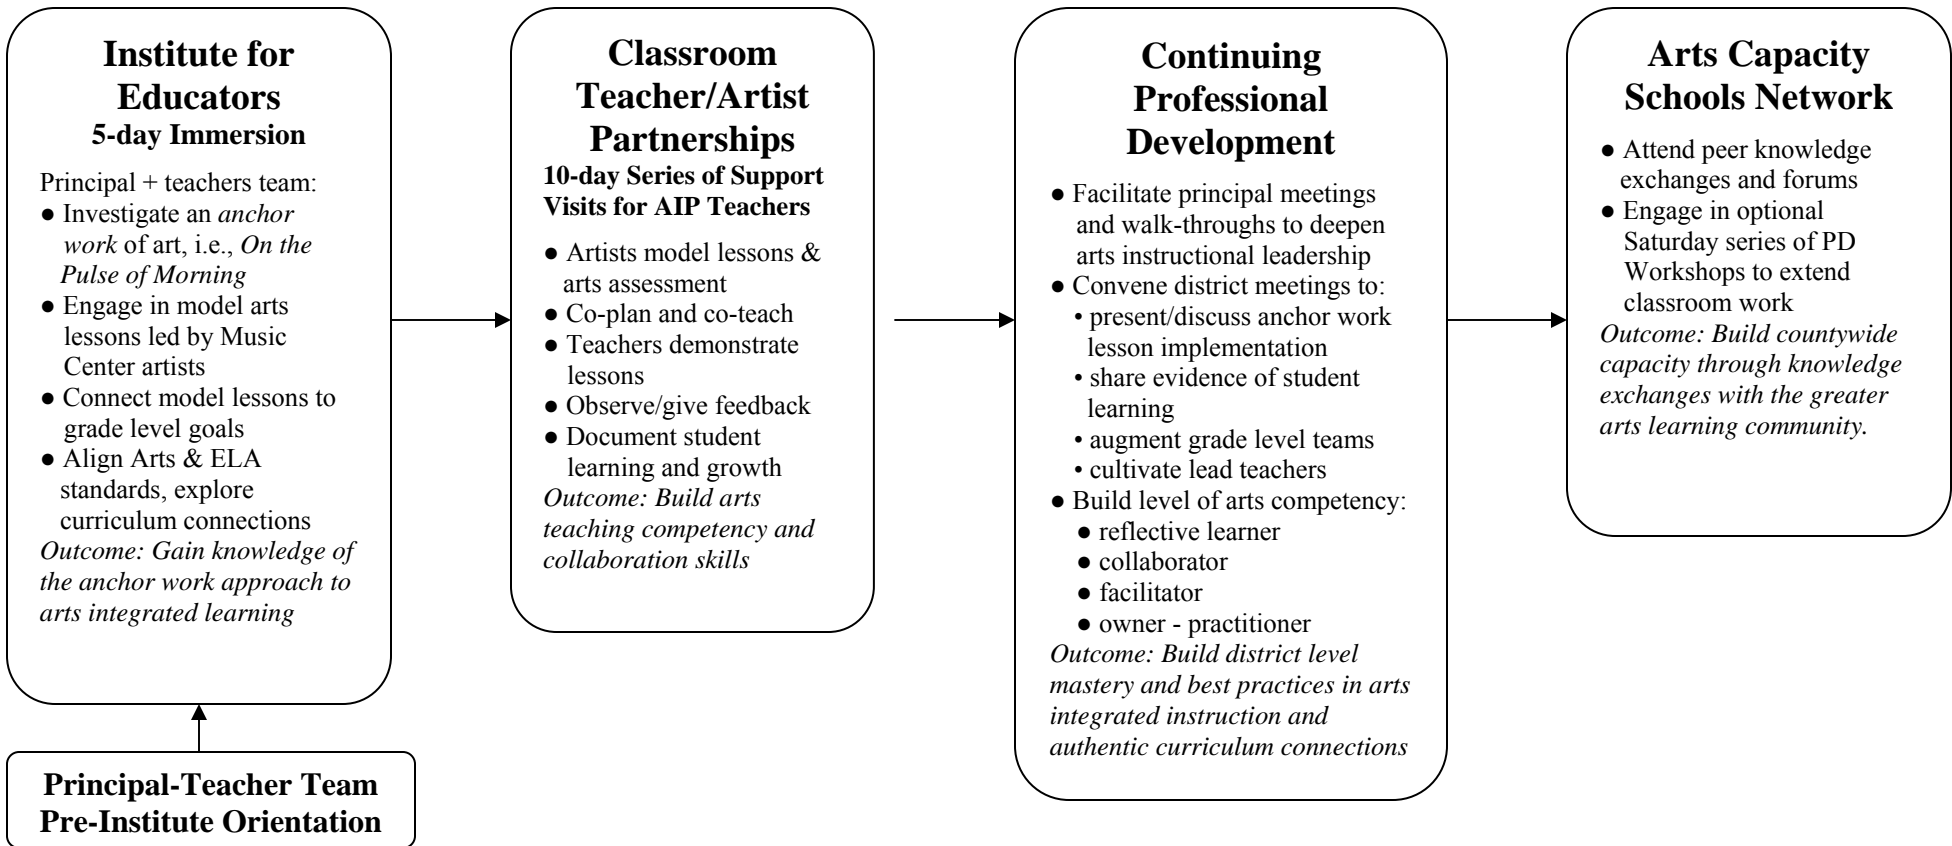 Institute for
Educators
5-day Immersion
Principal + teachers team:
● Investigate an anchor
work of art, i.e., On the
Pulse of Morning
● Engage in model arts
lessons led by Music
Center artists
● Connect model lessons to
grade level goals
● Align Arts & ELA
standards, explore
curriculum connections
Outcome: Gain knowledge of
the anchor work approach to
arts integrated learning
Principal-Teacher Team
Pre-Institute Orientation
Classroom
Teacher/Artist
Partnerships
10-day Series of Support
Visits for AIP Teachers
● Artists model lessons &
arts assessment
● Co-plan and co-teach
● Teachers demonstrate
lessons
● Observe/give feedback
● Document student
learning and growth
Outcome: Build arts
teaching competency and
collaboration skills
Continuing
Professional
Development
● Facilitate principal meetings
and walk-throughs to deepen
arts instructional leadership
● Convene district meetings to:
• present/discuss anchor work
lesson implementation
• share evidence of student
learning
• augment grade level teams
• cultivate lead teachers
● Build level of arts competency:
● reflective learner
● collaborator
● facilitator
● owner - practitioner
Outcome: Build district level
mastery and best practices in arts
integrated instruction and
authentic curriculum connections
Arts Capacity
Schools Network
● Attend peer knowledge
exchanges and forums
● Engage in optional
Saturday series of PD
Workshops to extend
classroom work
Outcome: Build countywide
capacity through knowledge
exchanges with the greater
arts learning community.